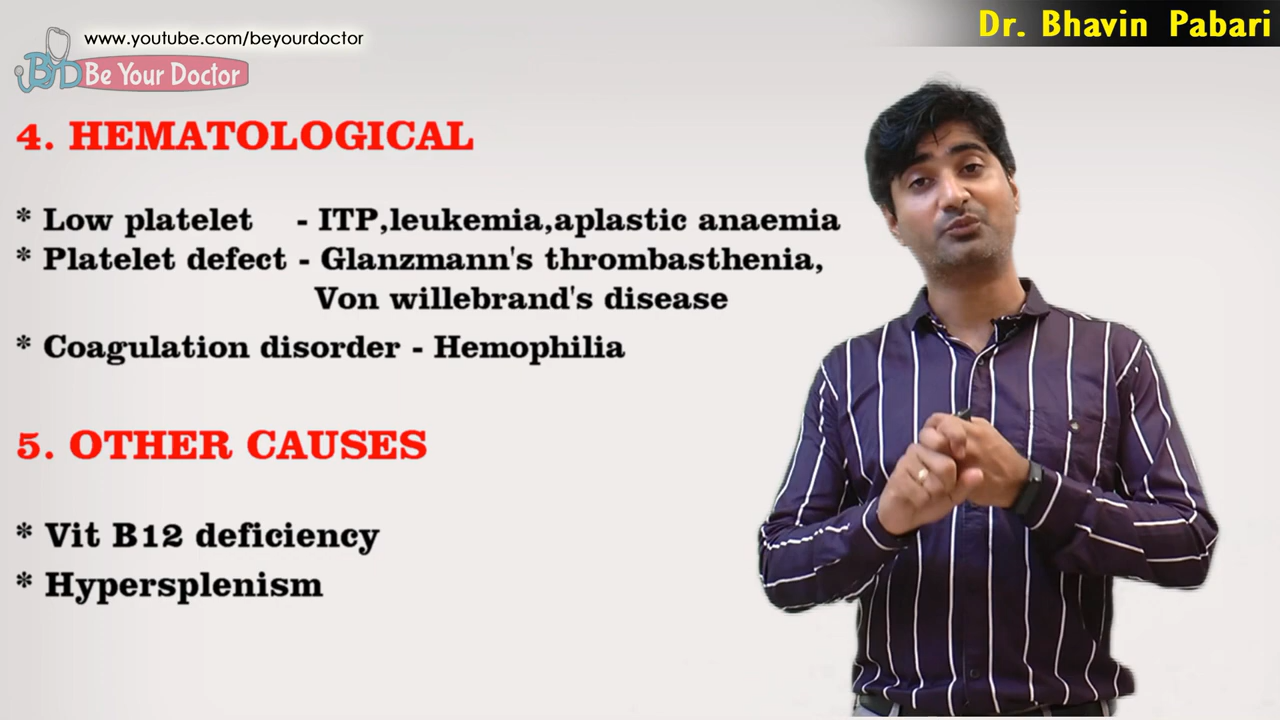 www.youtube.com/beyourdoctor
Dr. Bhavin Pabari
BYD Be Your Doctor
4. HEMATOLOGICAL
* Low platelet - ITP,leukemia,aplastic anaemia
* Platelet defect - Glanzmann's thrombasthenia,
Von willebrand's disease
* Coagulation disorder - Hemophilia
5. OTHER CAUSES
* Vit B12 deficiency
* Hypersplenism